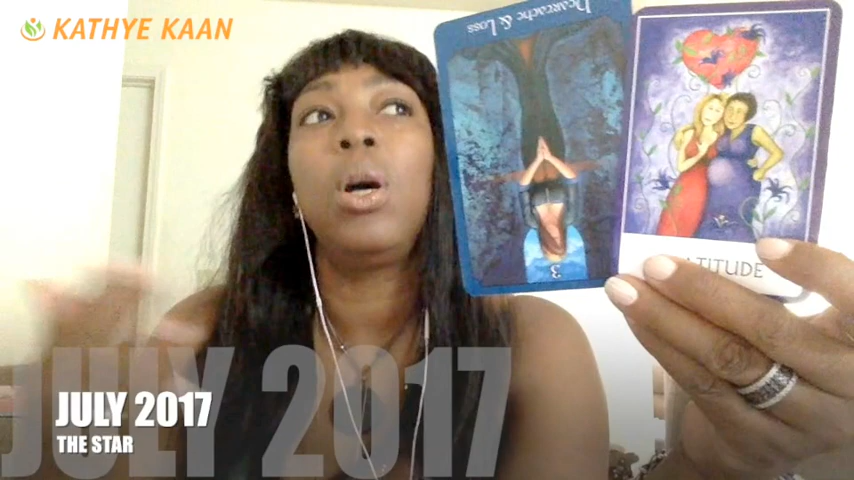 KATHYE KAAN
Heartache & Loss
3
JULY 2017
JULY 2017
THE STAR